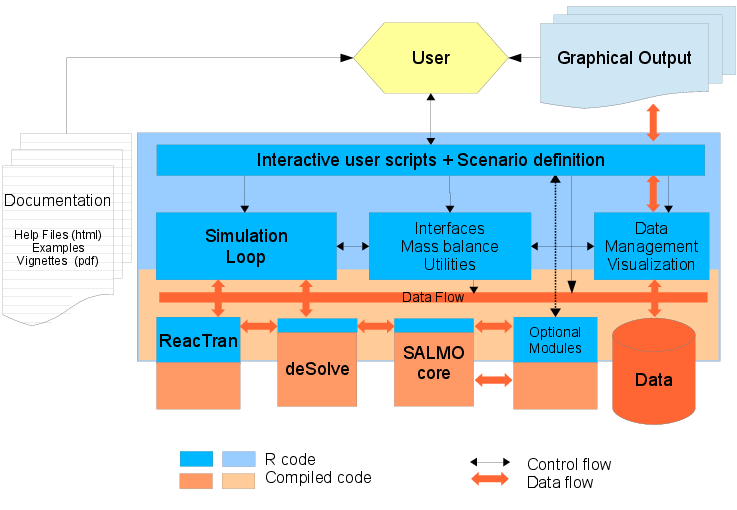 User
Graphical Output
Interactive user scripts + Scenario definition
Documentation
Help Files (html)
Examples
Vignettes (pdf)
Simulation
Loop
Interfaces
Mass balance
Utilities
Data
Management
Visualization
Data Flow
ReacTran
deSolve
SALMO
core
Optional
Modules
Data
R code
Compiled code
Control flow
Data flow